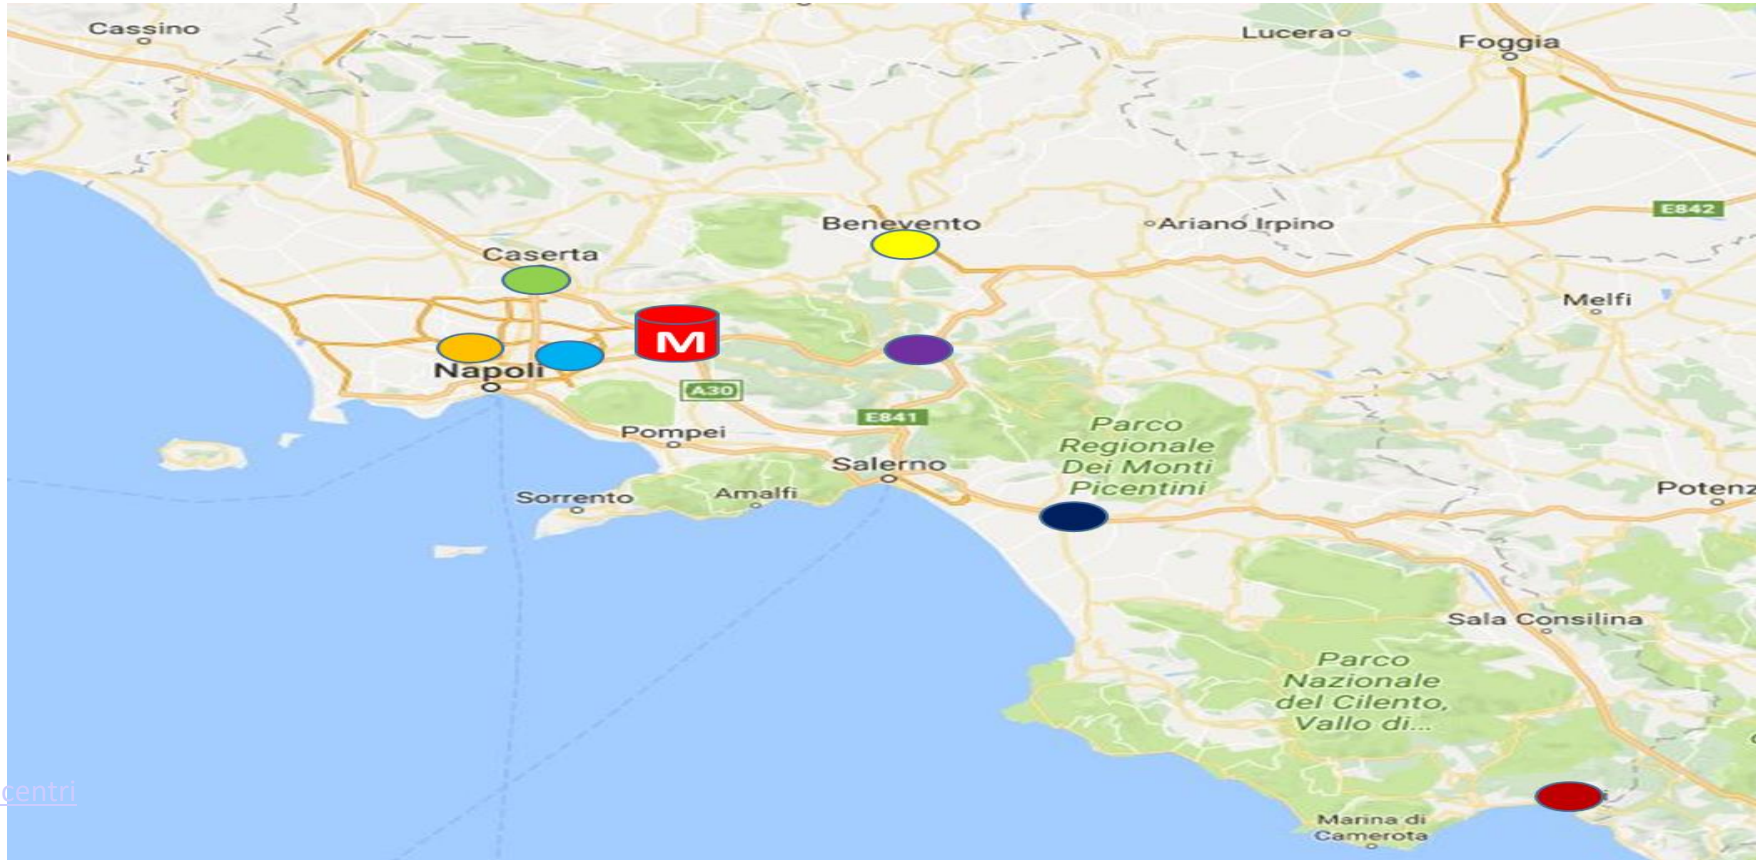 Cassino
Lucera
Foggia
E842
Benevento
Ariano Irpino
Caserta
Melfi
M
Napoli
A30
E841
Pompei
Parco
Regionale
Dei Monti
Picentini
Salerno
Sorrento
Amalfi
Potenz
Sala Consilina
Parco
Nazionale
del Cilento,
Vallo di...
centri
Marina di
Camerota